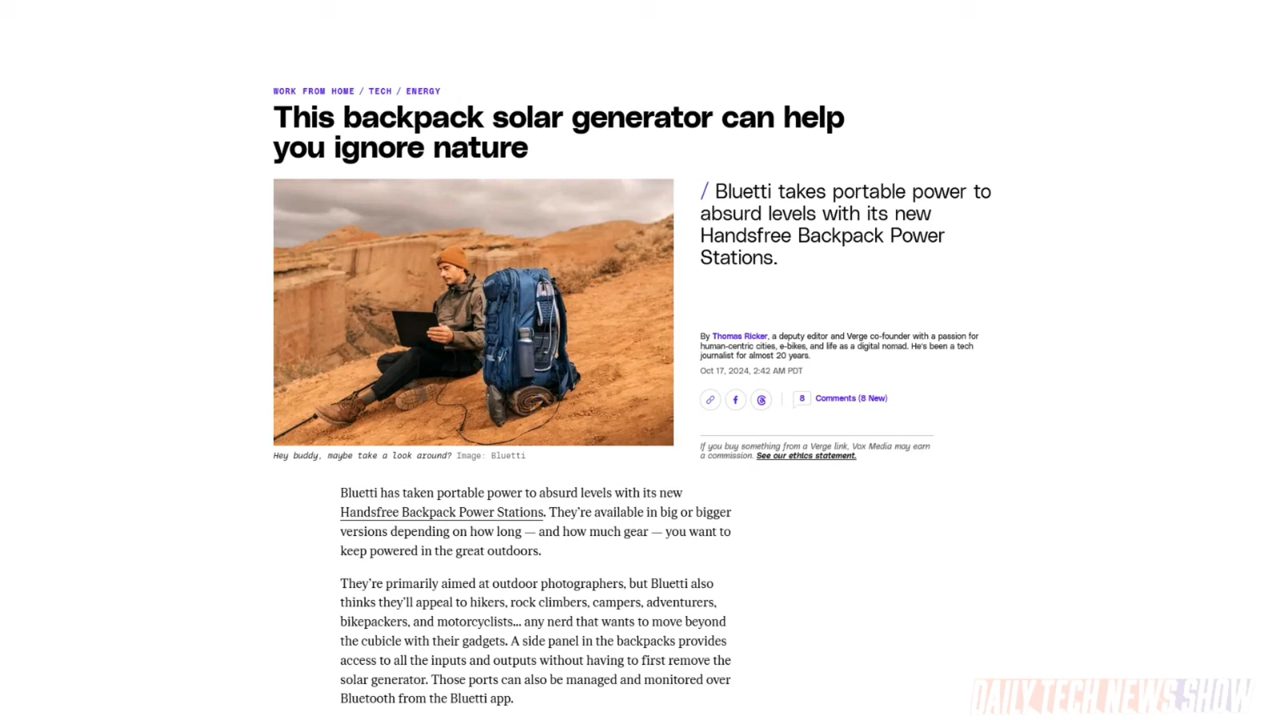 WORK FROM HOME / TECH / ENERGY
This backpack solar generator can help
you ignore nature
/ Bluetti takes portable power to
absurd levels with its new
Handsfree Backpack Power
Stations.
By Thomas Ricker, a deputy editor and Verge co-founder with a passion for
human-centric cities, e-bikes, and life as a digital nomad. He's been a tech
journalist for almost 20 years.
Oct 17, 2024, 2:42 AM PDT
8 Comments (8 New)
If you buy something from a Verge link, Vox Media may earn
a commission. See our ethics statement.
Hey buddy, maybe take a look around? Image: Bluetti
Bluetti has taken portable power to absurd levels with its new
Handsfree Backpack Power Stations. They're available in big or bigger
versions depending on how long — and how much gear — you want to
keep powered in the great outdoors.
They're primarily aimed at outdoor photographers, but Bluetti also
thinks they'll appeal to hikers, rock climbers, campers, adventurers,
bikepackers, and motorcyclists... any nerd that wants to move beyond
the cubicle with their gadgets. A side panel in the backpacks provides
access to all the inputs and outputs without having to first remove the
solar generator. Those ports can also be managed and monitored over
Bluetooth from the Bluetti app.
DAILY TECH NEWS SHOW